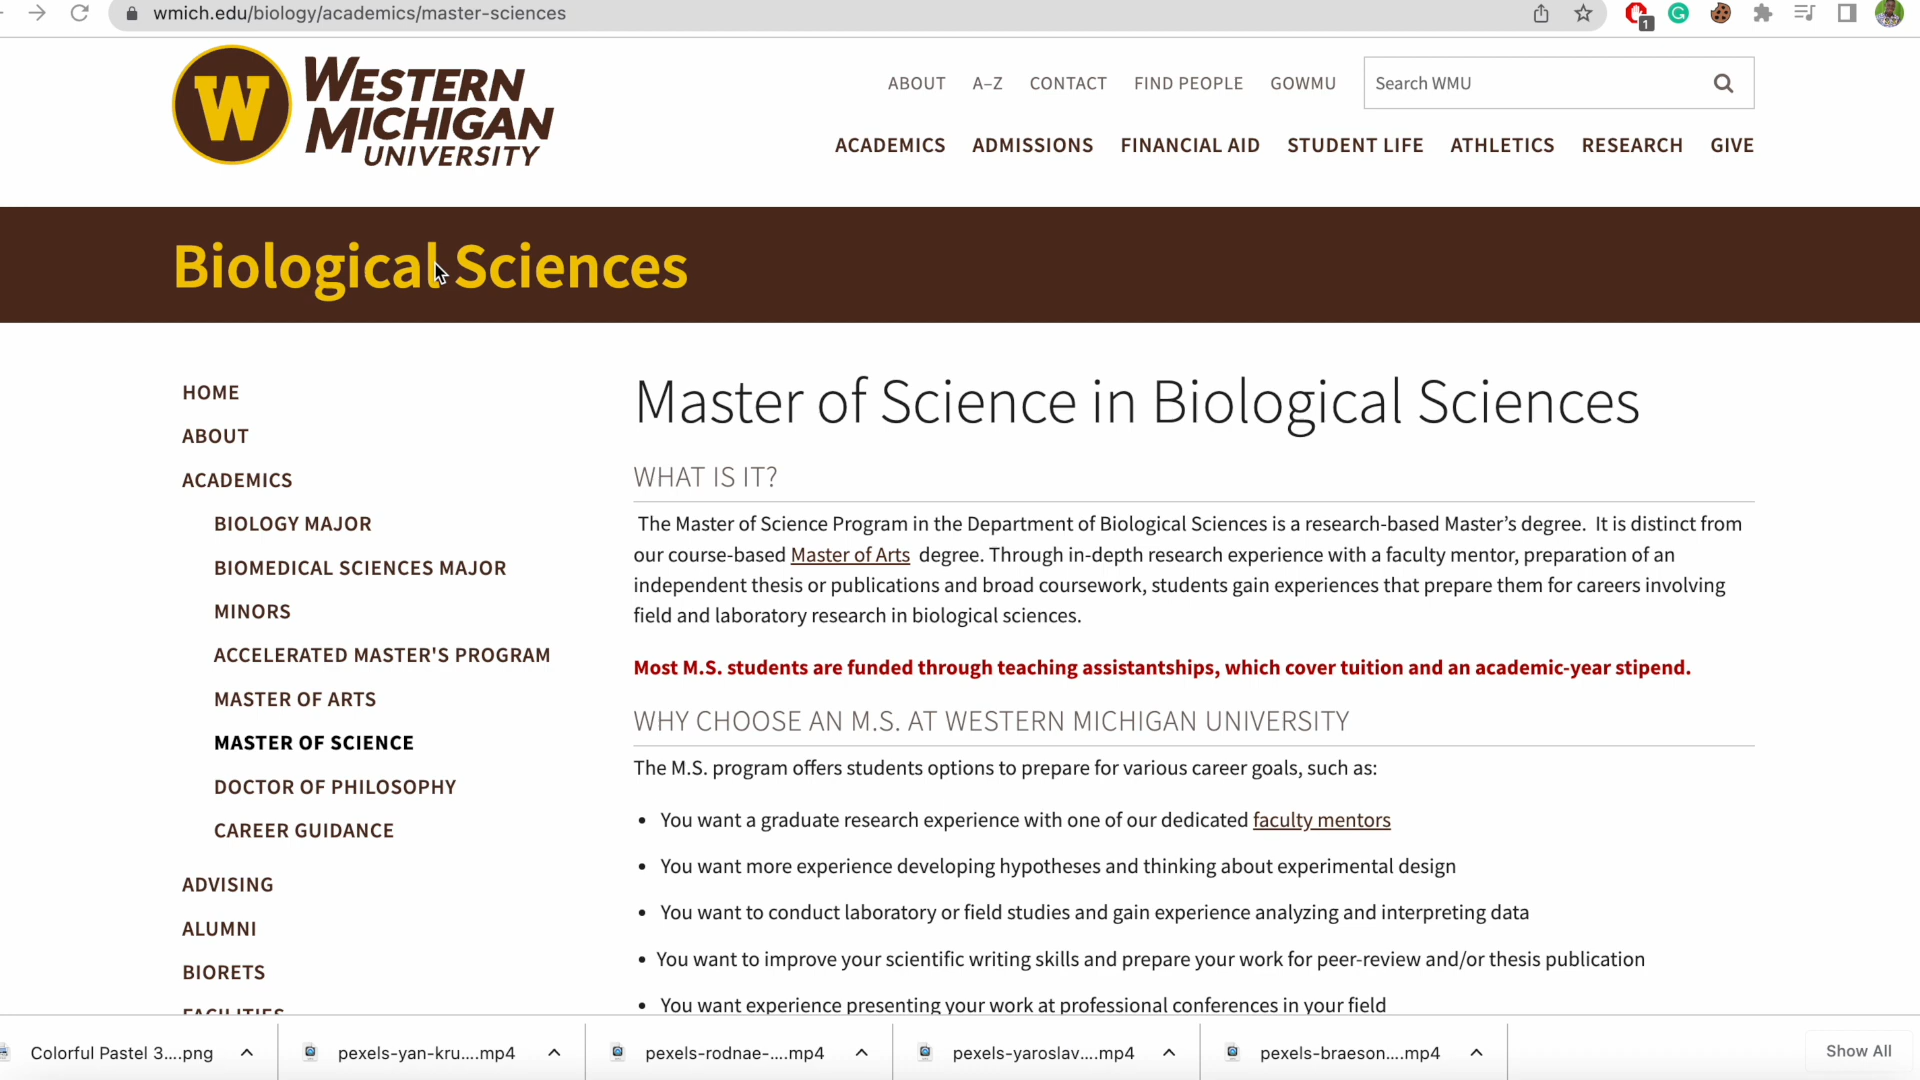 wmich.edu/biology/academics/master-sciences
1
W
WESTERN
MICHIGAN
UNIVERSITY
ABOUT A–Z CONTACT FIND PEOPLE GOWMU Search WMU
ACADEMICS ADMISSIONS FINANCIAL AID STUDENT LIFE ATHLETICS RESEARCH GIVE
Biological Sciences
HOME
ABOUT
ACADEMICS
BIOLOGY MAJOR
BIOMEDICAL SCIENCES MAJOR
MINORS
ACCELERATED MASTER'S PROGRAM
MASTER OF ARTS
MASTER OF SCIENCE
DOCTOR OF PHILOSOPHY
CAREER GUIDANCE
ADVISING
ALUMNI
BIORETS
FACILITIES
Master of Science in Biological Sciences
WHAT IS IT?
The Master of Science Program in the Department of Biological Sciences is a research-based Master’s degree. It is distinct from
our course-based Master of Arts degree. Through in-depth research experience with a faculty mentor, preparation of an
independent thesis or publications and broad coursework, students gain experiences that prepare them for careers involving
field and laboratory research in biological sciences.
Most M.S. students are funded through teaching assistantships, which cover tuition and an academic-year stipend.
WHY CHOOSE AN M.S. AT WESTERN MICHIGAN UNIVERSITY
The M.S. program offers students options to prepare for various career goals, such as:
• You want a graduate research experience with one of our dedicated faculty mentors
• You want more experience developing hypotheses and thinking about experimental design
• You want to conduct laboratory or field studies and gain experience analyzing and interpreting data
• You want to improve your scientific writing skills and prepare your work for peer-review and/or thesis publication
• You want experience presenting your work at professional conferences in your field
Colorful Pastel 3....png pexels-yan-kru....mp4 pexels-rodnae-....mp4 pexels-yaroslav....mp4 pexels-braeson....mp4 Show All